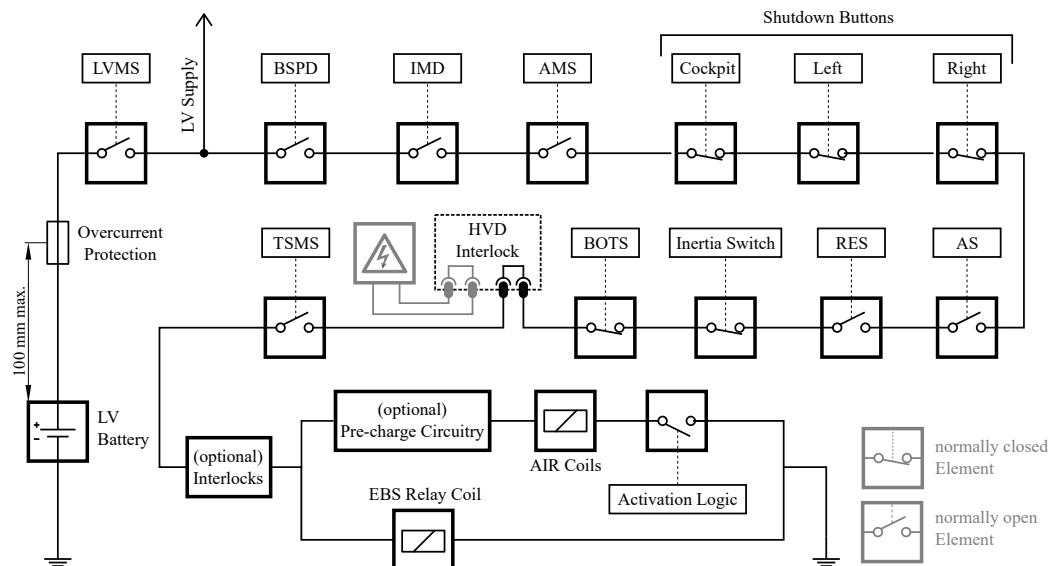 Shutdown Buttons
LVMS
BSPD
IMD
AMS
Cockpit
Left
Right
LV Supply
Overcurrent
Protection
100 mm max.
TSMS
HVD
Interlock
BOTS
Inertia Switch
RES
AS
+
-
LV
Battery
(optional)
Interlocks
(optional)
Pre-charge Circuitry
AIR Coils
Activation Logic
EBS Relay Coil
normally closed
Element
normally open
Element